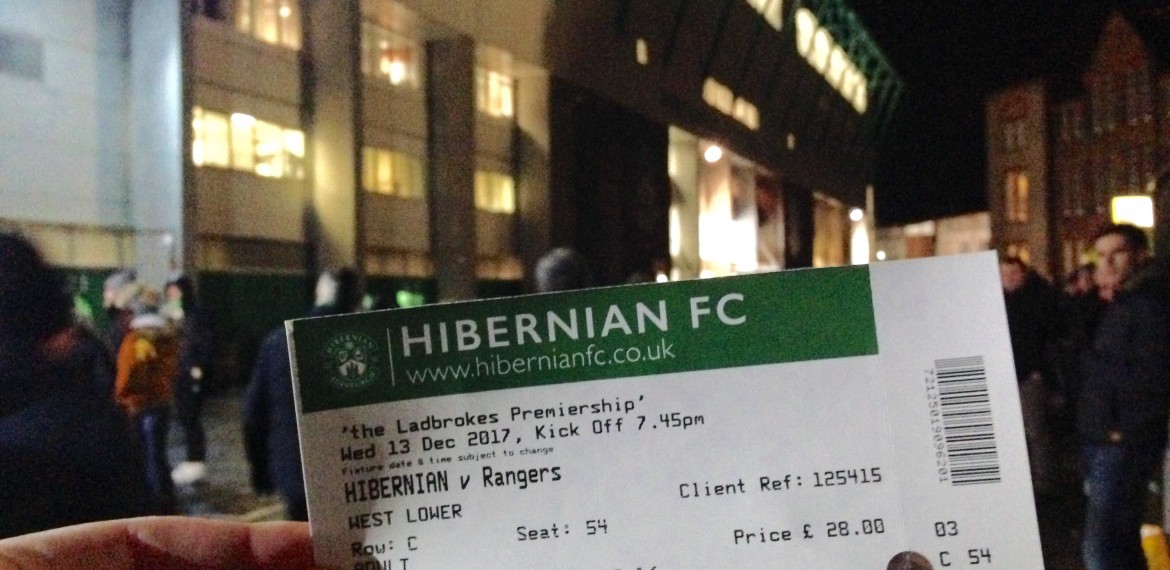 HIBERNIAN FC
www.hibernianfc.co.uk
'the Ladbrokes Premiership'
Wed 13 Dec 2017, Kick Off 7.45pm
Fixture date & time subject to change
HIBERNIAN v Rangers
Client Ref: 125415
WEST LOWER
Row: C
Seat: 54
Price £ 28.00
ADULT
03
C 54